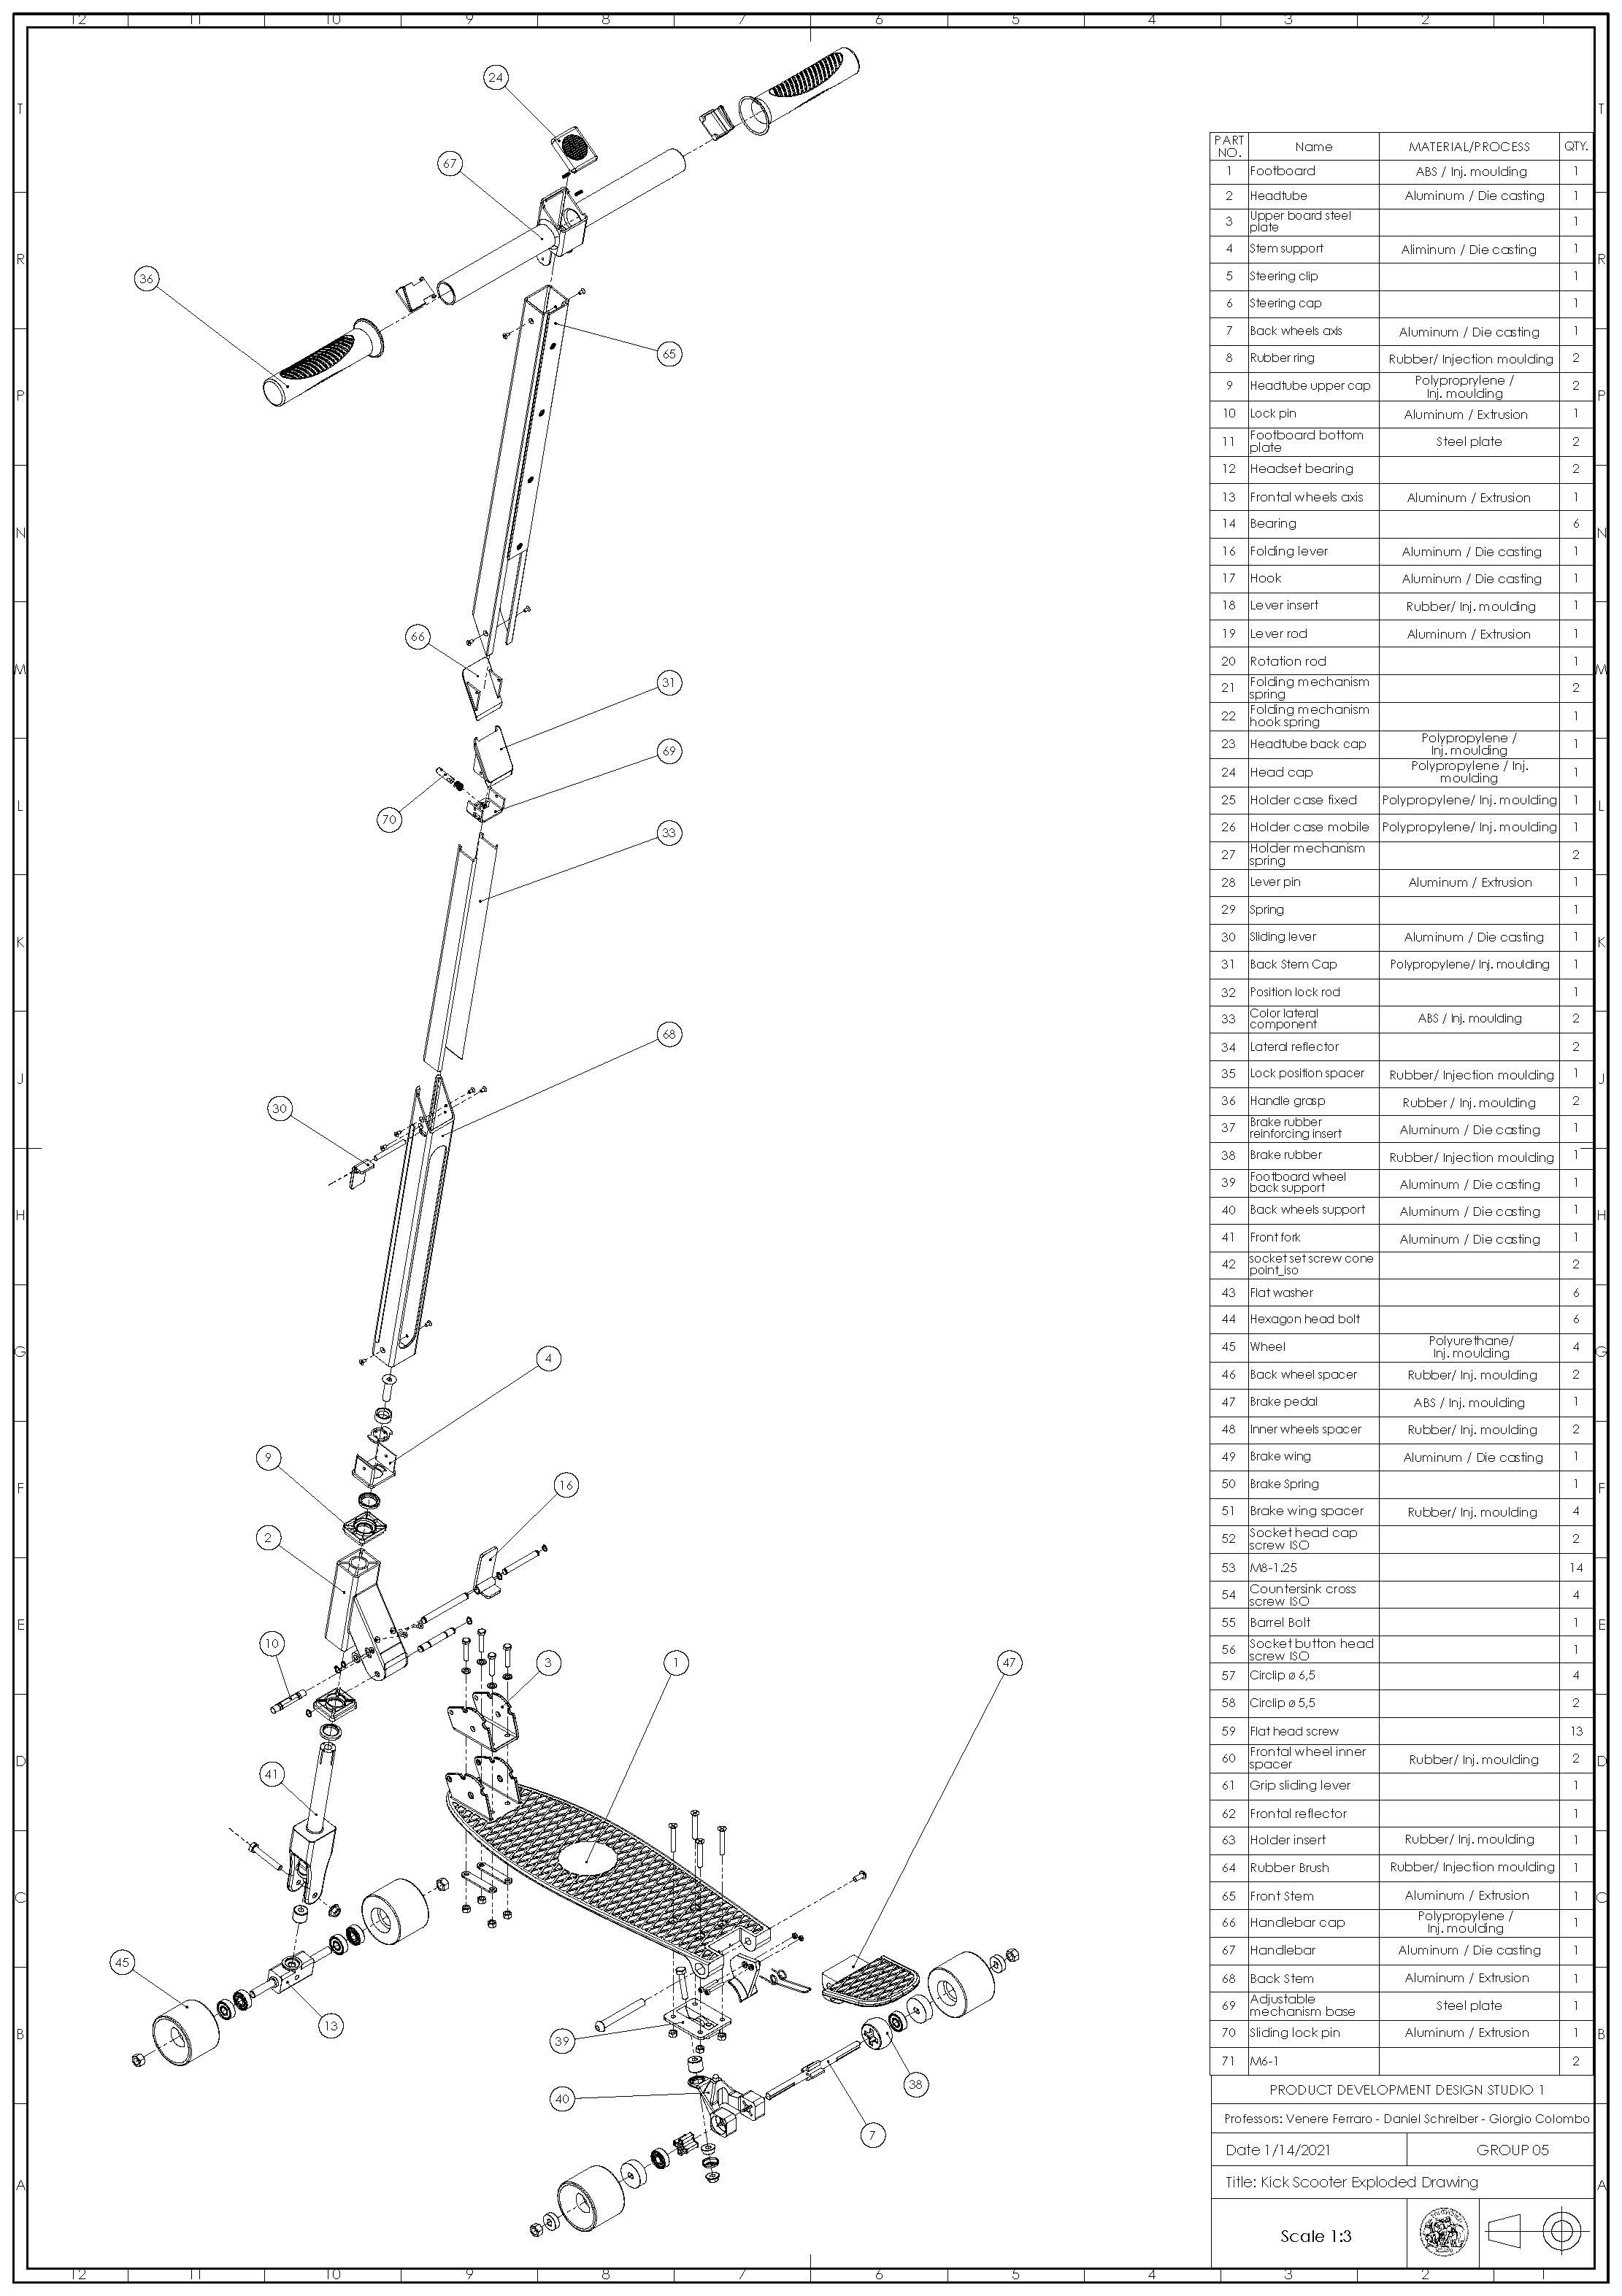 12 11 10 9 8 7 6 5 4 3 2 1
T T
R R
P P
N N
M M
L L
K K
J J
H H
G G
F F
E E
D D
C C
B B
A A
24
67
36
65
66
31
69
70
33
68
30
4
9
16
2
10
3
1
47
41
45
13
39
40
38
7
PART NO. Name MATERIAL/PROCESS QTY.
1 Footboard ABS / Inj. moulding 1
2 Headtube Aluminum / Die casting 1
3 Upper board steel plate 1
4 Stem support Aliminum / Die casting 1
5 Steering clip 1
6 Steering cap 1
7 Back wheels axis Aluminum / Die casting 1
8 Rubber ring Rubber/ Injection moulding 2
9 Headtube upper cap Polyproprylene / Inj. moulding 2
10 Lock pin Aluminum / Extrusion 1
11 Footboard bottom plate Steel plate 2
12 Headset bearing 2
13 Frontal wheels axis Aluminum / Extrusion 1
14 Bearing 6
16 Folding lever Aluminum / Die casting 1
17 Hook Aluminum / Die casting 1
18 Lever insert Rubber/ Inj. moulding 1
19 Lever rod Aluminum / Extrusion 1
20 Rotation rod 1
21 Folding mechanism spring 2
22 Folding mechanism hook spring 1
23 Headtube back cap Polypropylene / Inj. moulding 1
24 Head cap Polypropylene / Inj. moulding 1
25 Holder case fixed Polypropylene/ Inj. moulding 1
26 Holder case mobile Polypropylene/ Inj. moulding 1
27 Holder mechanism spring 2
28 Lever pin Aluminum / Extrusion 1
29 Spring 1
30 Sliding lever Aluminum / Die casting 1
31 Back Stem Cap Polypropylene/ Inj. moulding 1
32 Position lock rod 1
33 Color lateral component ABS / Inj. moulding 2
34 Lateral reflector 2
35 Lock position spacer Rubber/ Injection moulding 1
36 Handle grasp Rubber / Inj. moulding 2
37 Brake rubber reinforcing insert Aluminum / Die casting 1
38 Brake rubber Rubber/ Injection moulding 1
39 Footboard wheel back support Aluminum / Die casting 1
40 Back wheels support Aluminum / Die casting 1
41 Front fork Aluminum / Die casting 1
42 socket set screw cone point_iso 2
43 Flat washer 6
44 Hexagon head bolt 6
45 Wheel Polyurethane/ Inj. moulding 4
46 Back wheel spacer Rubber/ Inj. moulding 2
47 Brake pedal ABS / Inj. moulding 1
48 Inner wheels spacer Rubber/ Inj. moulding 2
49 Brake wing Aluminum / Die casting 1
50 Brake Spring 1
51 Brake wing spacer Rubber/ Inj. moulding 4
52 Socket head cap screw ISO 2
53 M8-1.25 14
54 Countersink cross screw ISO 4
55 Barrel Bolt 1
56 Socket button head screw ISO 1
57 Circlip ø 6,5 4
58 Circlip ø 5,5 2
59 Flat head screw 13
60 Frontal wheel inner spacer Rubber/ Inj. moulding 2
61 Grip sliding lever 1
62 Frontal reflector 1
63 Holder insert Rubber/ Inj. moulding 1
64 Rubber Brush Rubber/ Injection moulding 1
65 Front Stem Aluminum / Extrusion 1
66 Handlebar cap Polypropylene / Inj. moulding 1
67 Handlebar Aluminum / Die casting 1
68 Back Stem Aluminum / Extrusion 1
69 Adjustable mechanism base Steel plate 1
70 Sliding lock pin Aluminum / Extrusion 1
71 M6-1 2
PRODUCT DEVELOPMENT DESIGN STUDIO 1
Professors: Venere Ferraro - Daniel Schreiber - Giorgio Colombo
Date 1/14/2021 GROUP 05
Title: Kick Scooter Exploded Drawing
Scale 1:3
12 11 10 9 8 7 6 5 4 3 2 1